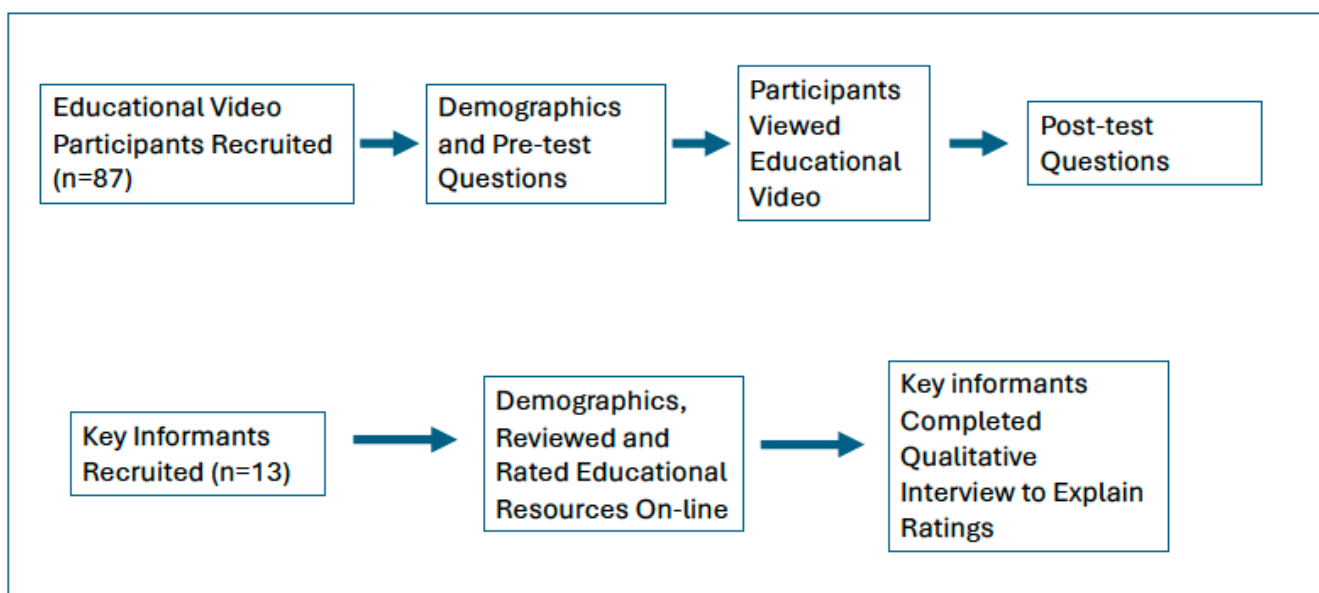 Educational Video
Participants Recruited
(n=87)
Demographics
and Pre-test
Questions
Participants
Viewed
Educational
Video
Post-test
Questions
Key Informants
Recruited (n=13)
Demographics,
Reviewed and
Rated Educational
Resources On-line
Key informants
Completed
Qualitative
Interview to Explain
Ratings